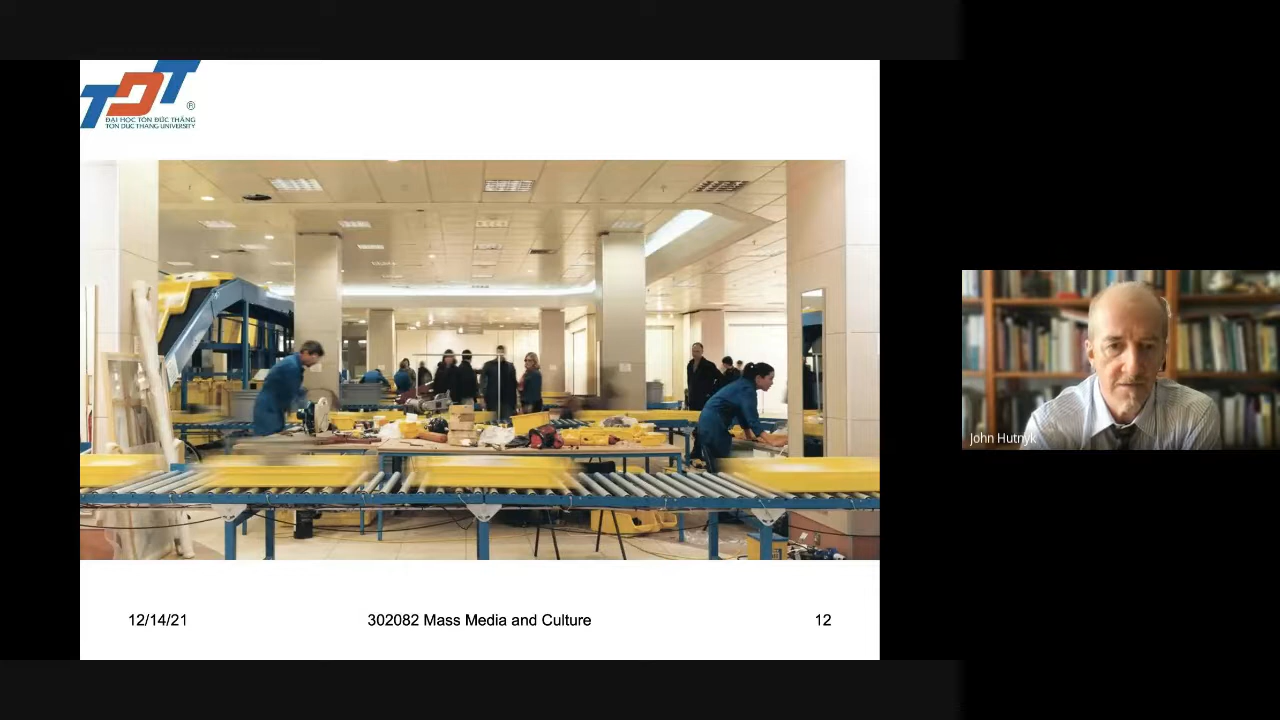 TDT
®
ĐẠI HỌC TÔN ĐỨC THẮNG
TON DUC THANG UNIVERSITY
John Hutnyk
12/14/21
302082 Mass Media and Culture
12